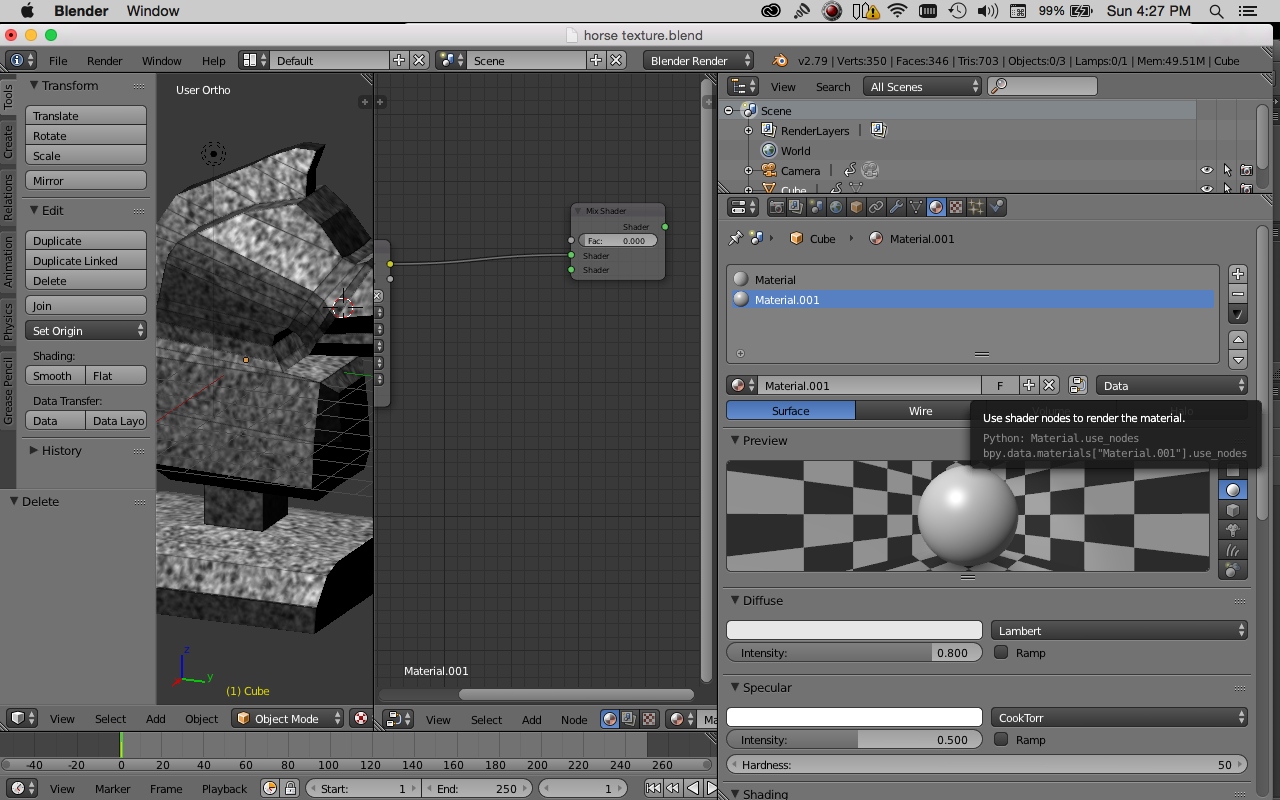 Blender Window 99% Sun 4:27 PM
horse texture.blend
File Render Window Help Default Scene Blender Render v2.79 | Verts:350 | Faces:346 | Tris:703 | Objects:0/3 | Lamps:0/1 | Mem:49.51M | Cube
Tools
Create
Relations
Animation
Physics
Grease Pencil
Transform
Translate
Rotate
Scale
Mirror
Edit
Duplicate
Duplicate Linked
Delete
Join
Set Origin
Shading:
Smooth Flat
Data Transfer:
Data Data Layo
History
Delete
User Ortho
z
y
(1) Cube
View Select Add Object Object Mode
Mix Shader
Shader
Fac: 0.000
Shader
Shader
Material.001
View Select Add Node Ma
-40 -20 0 20 40 60 80 100 120 140 160 180 200 220 240 260
View Marker Frame Playback Start: 1 End: 250 1
View Search All Scenes
Scene
RenderLayers |
World
Camera |
Cube |
Cube Material.001
Material
Material.001
Material.001 F Data
Surface Wire
Use shader nodes to render the material.
Python: Material.use_nodes
bpy.data.materials["Material.001"].use_nodes
Preview
Diffuse
Lambert
Intensity: 0.800 Ramp
Specular
CookTorr
Intensity: 0.500 Ramp
Hardness: 50
Shading